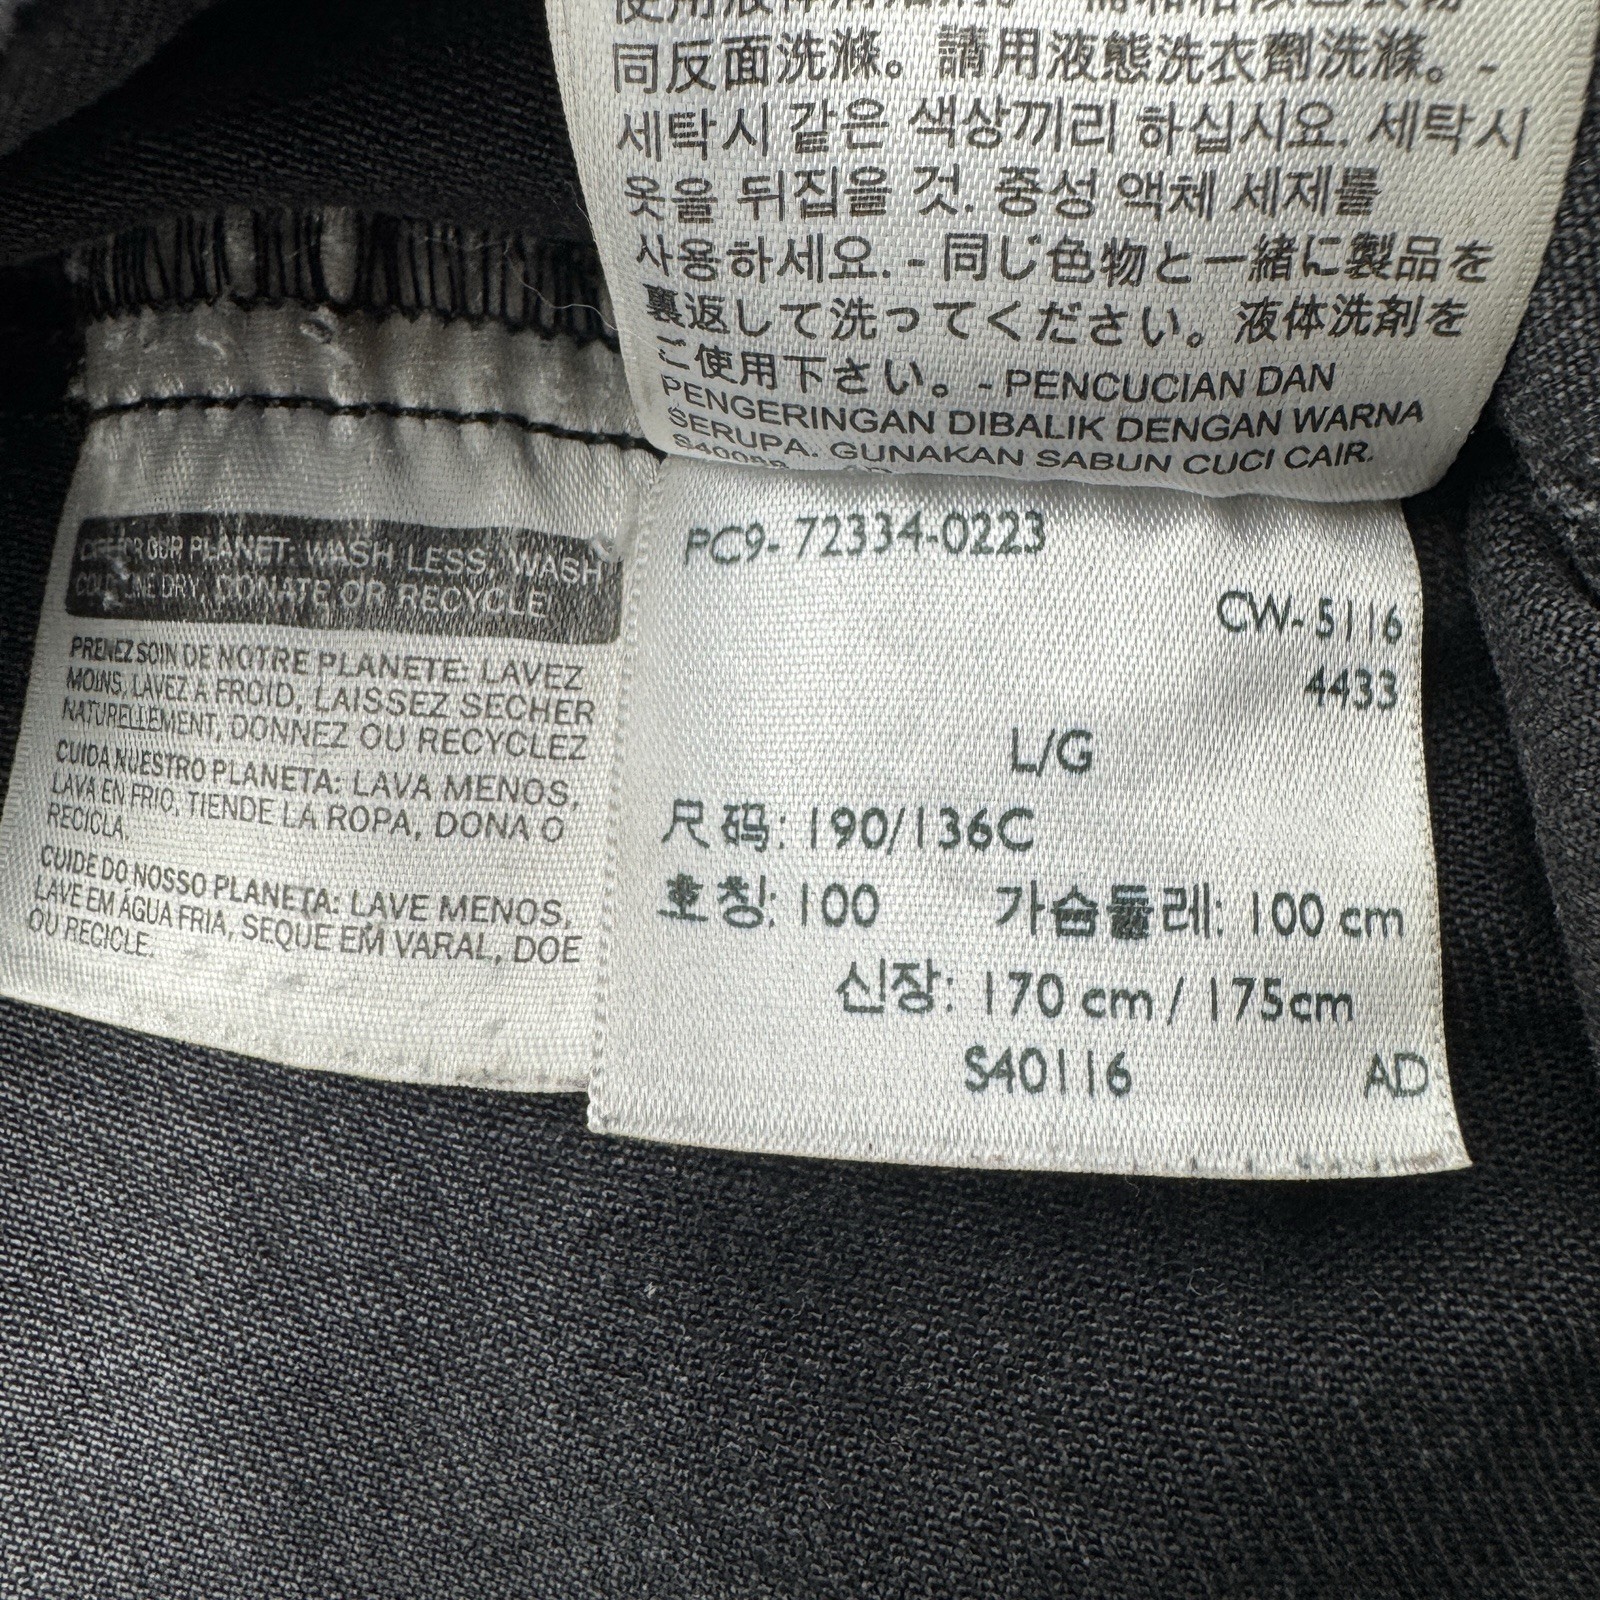 同反面洗滌。請用液態洗衣劑洗滌。-
세탁시 같은 색상끼리 하십시요. 세탁시
옷을 뒤집을 것. 중성 액체 세제를
사용하세요. - 同じ色物と一緒に製品を
裏返して洗ってください。液体洗剤を
ご使用下さい。- PENCUCIAN DAN
PENGERINGAN DIBALIK DENGAN WARNA
SERUPA. GUNAKAN SABUN CUCI CAIR.
OUR PLANET: WASH LESS, WASH
COLD, LINE DRY, DONATE OR RECYCLE
PRENEZ SOIN DE NOTRE PLANETE: LAVEZ
MOINS, LAVEZ A FROID, LAISSEZ SECHER
NATURELLEMENT, DONNEZ OU RECYCLEZ
CUIDA NUESTRO PLANETA: LAVA MENOS,
LAVA EN FRIO, TIENDE LA ROPA, DONA O
RECICLA.
CUIDE DO NOSSO PLANETA: LAVE MENOS,
LAVE EM ÁGUA FRIA, SEQUE EM VARAL, DOE
OU RECICLE.
PC9-72334-0223
CW-5116
4433
L/G
尺码: 190/136C
호칭: 100 가슴둘레: 100 cm
신장: 170 cm / 175cm
S40116 AD